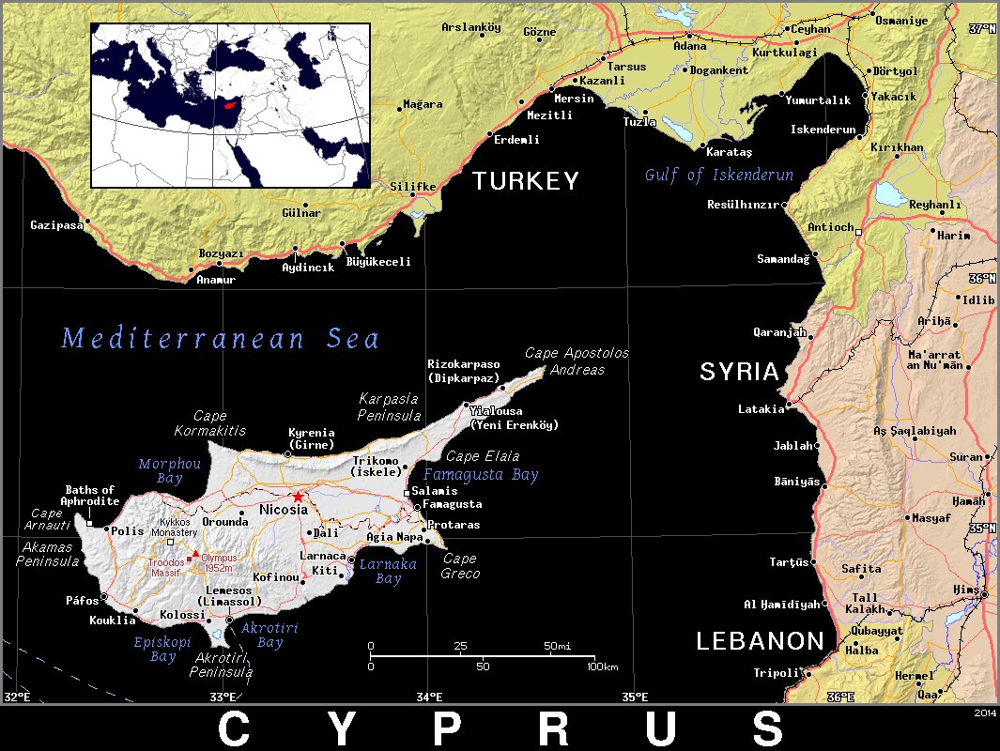 Arslanköy
Gözne
Ceyhan
Osmaniye
37°N
Adana
Kurtkulagi
Tarsus
Dogankent
Dörtyol
Kazanli
Mağara
Mersin
Yumurtalık
Yakacık
Mezitli
Tuzla
Erdemli
Iskenderun
Karataş
Kırıkhan
Gulf of Iskenderun
TURKEY
Silifke
Resülhınzır
Reyhanlı
Gülnar
Gazipasa
Antioch
Harim
Bozyazı
Aydincık
Büyükeceli
Samandağ
Anamur
36°N
Idlib
Mediterranean Sea
Qaranjah
Ariḥā
Cape Apostolos
Andreas
Rizokarpaso
(Dipkarpaz)
Ma'arrat
an Nu'mān
SYRIA
Karpasia
Peninsula
Latakia
Yialousa
(Yeni Erenköy)
Cape
Kormakitis
Kyrenia
(Girne)
Aş Şaqlabiyah
Jablah
Cape Elaia
Trikomo
(İskele)
Suran
Morphou
Bay
Famagusta Bay
Bāniyās
Baths of
Aphrodite
Salamis
Ḥamāh
Nicosia
Famagusta
Cape
Arnauti
Kykkos
Monastery
Orounda
Masyaf
Protaras
35°N
Polis
Dali
Agia Napa
Akamas
Peninsula
Olympus
1952m
Troödos
Massif
Larnaca
Kiti
Larnaka
Bay
Cape
Greco
Tarţūs
Safita
Kofinou
Páfos
Lemesos
(Limassol)
Ḥimş
Al Ḥamīdīyah
Tall
Kalakh
Kouklia
Kolossi
Akrotiri
Bay
Episkopi
Bay
Akrotiri
Peninsula
0
25
50mi
0
50
100km
LEBANON
Qubayyat
Halba
Tripoli
Hermel
Qaa
32°E
33°E
34°E
35°E
36°E
CYPRUS
2014